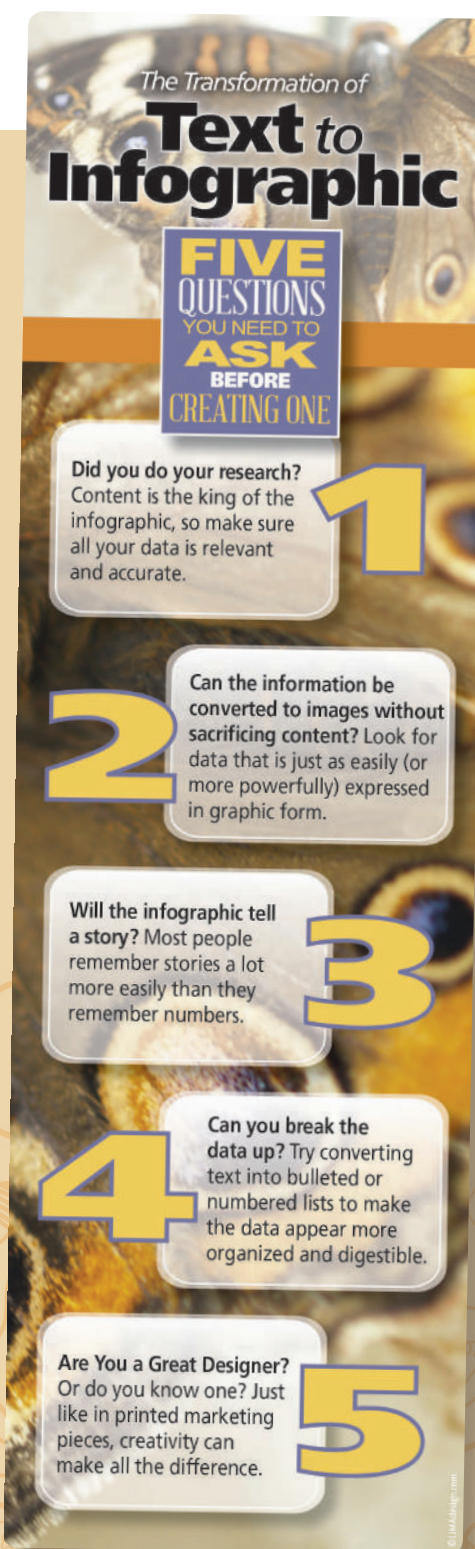 The Transformation of
Text to
Infographic
FIVE
QUESTIONS
YOU NEED TO
ASK
BEFORE
CREATING ONE
Did you do your research?
Content is the king of the
infographic, so make sure
all your data is relevant
and accurate.
1
2
Can the information be
converted to images without
sacrificing content? Look for
data that is just as easily (or
more powerfully) expressed
in graphic form.
Will the infographic tell
a story? Most people
remember stories a lot
more easily than they
remember numbers.
3
4
Can you break the
data up? Try converting
text into bulleted or
numbered lists to make
the data appear more
organized and digestible.
Are You a Great Designer?
Or do you know one? Just
like in printed marketing
pieces, creativity can
make all the difference.
5